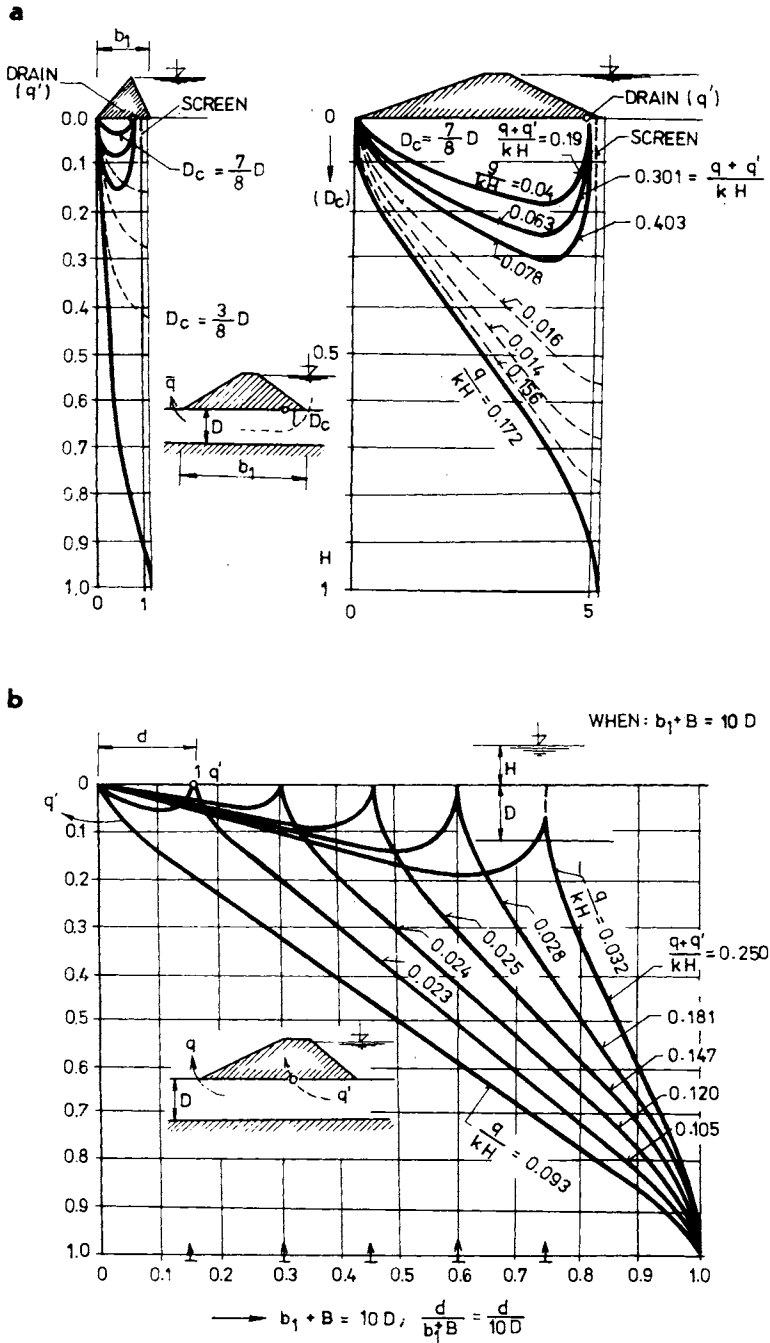 a
b₁
DRAIN
(q')
SCREEN
0.0
0.1
0.2
0.3
0.4
0.5
0.6
0.7
0.8
0.9
1.0
0
1
D_C = 7/8 D
D_C = 3/8 D
q̄
D
D_C
b₁
DRAIN (q')
SCREEN
0
(D_C)
0.5
H
1
0
5
D_C = 7/8 D
q+q'/kH = 0.19
0.301 = q + q'/k H
0.403
q/kH = 0.04
0.063
0.078
0.016
0.014
0.156
q/kH = 0.172
b
WHEN: b₁ + B = 10 D
d
1 q'
H
D
q'
0
0.1
0.2
0.3
0.4
0.5
0.6
0.7
0.8
0.9
1.0
q/kH = 0.032
0.028
0.025
0.024
0.023
q/kH = 0.093
q+q'/kH = 0.250
0.181
0.147
0.120
0.105
q
D
q'
0
0.1
0.2
0.3
0.4
0.5
0.6
0.7
0.8
0.9
1.0
→ b₁ + B = 10 D; d/b₁+B = d/10D